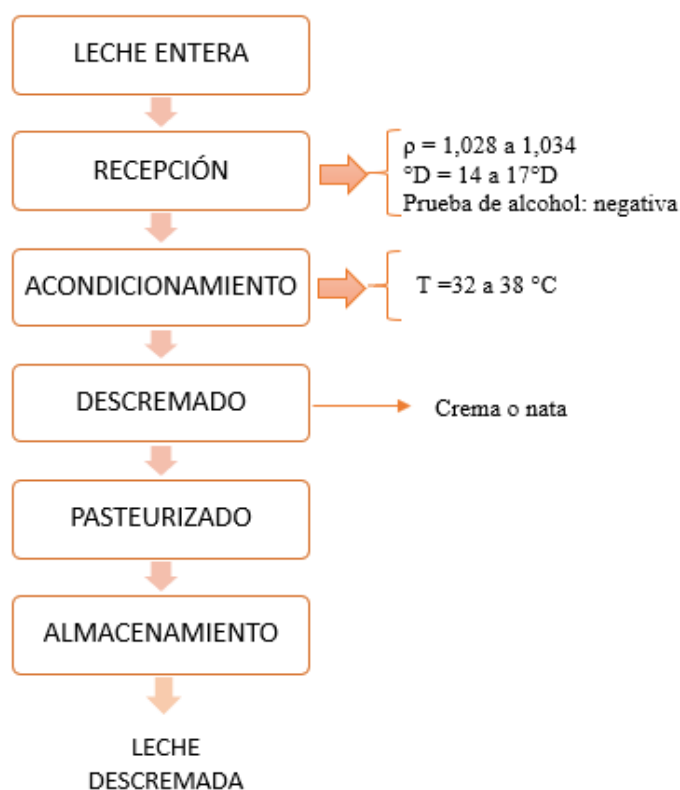 LECHE ENTERA
RECEPCIÓN
ρ = 1,028 a 1,034
°D = 14 a 17°D
Prueba de alcohol: negativa
ACONDICIONAMIENTO
T =32 a 38 °C
DESCREMADO
Crema o nata
PASTEURIZADO
ALMACENAMIENTO
LECHE
DESCREMADA